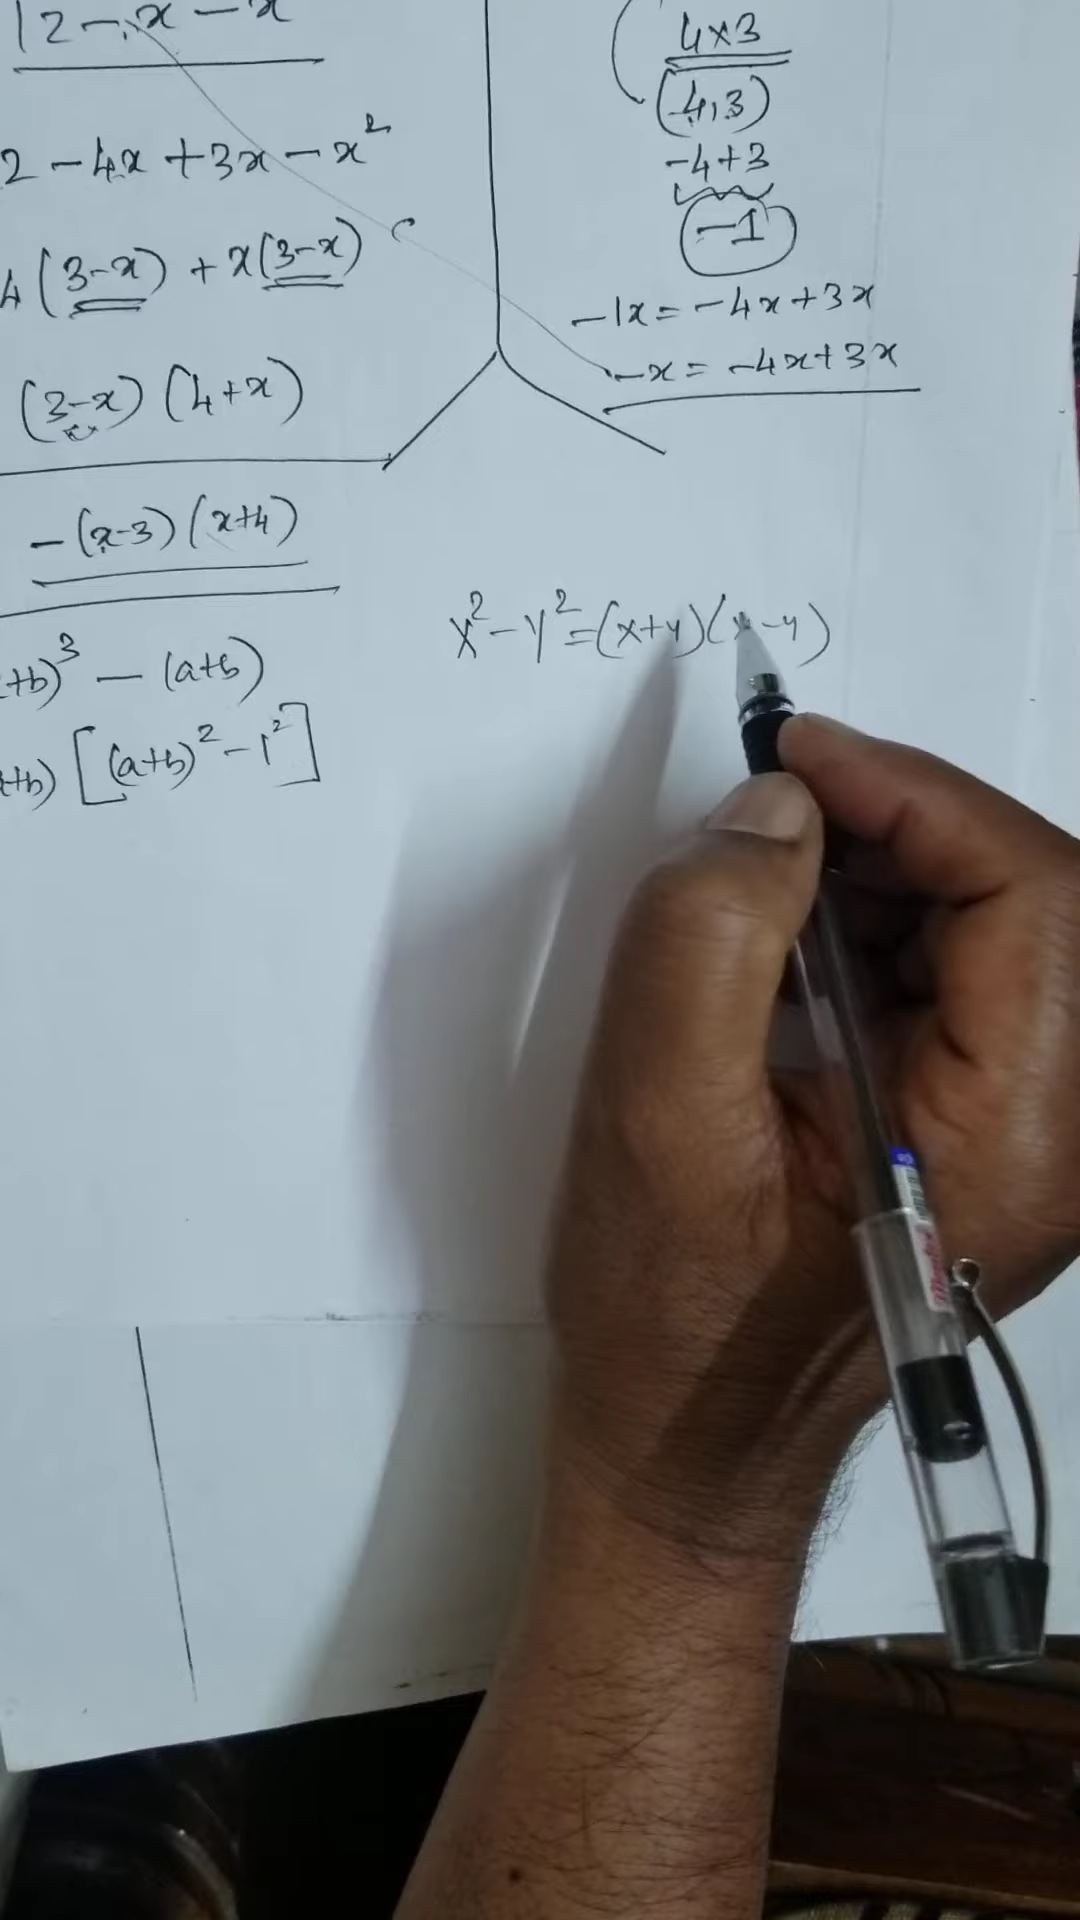 12-x-x
2-4x+3x-x²
4(3-x)+x(3-x)
(3-x)(4+x)
-(x-3)(x+4)
+b)³-(a+b)
+b)[(a+b)²-1²]
4×3
(4,3)
-4+3
-1
-1x=-4x+3x
-x=-4x+3x
x²-y²=(x+y)(x-y)